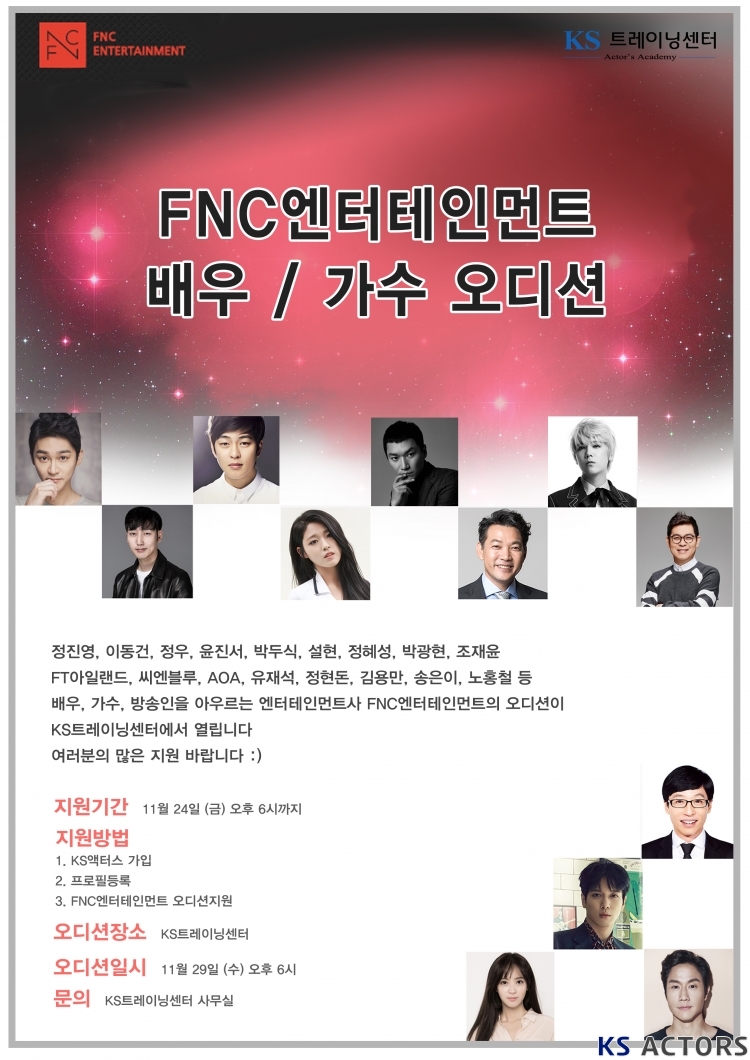 FNC
ENTERTAINMENT
KS 트레이닝센터
Actor's Academy
FNC엔터테인먼트
배우 / 가수 오디션
정진영, 이동건, 정우, 윤진서, 박두식, 설현, 정혜성, 박광현, 조재윤
FT아일랜드, 씨엔블루, AOA, 유재석, 정현돈, 김용만, 송은이, 노홍철 등
배우, 가수, 방송인을 아우르는 엔터테인먼트사 FNC엔터테인먼트의 오디션이
KS트레이닝센터에서 열립니다
여러분의 많은 지원 바랍니다 :)
지원기간 11월 24일 (금) 오후 6시까지
지원방법
1. KS액터스 가입
2. 프로필등록
3. FNC엔터테인먼트 오디션지원
오디션장소 KS트레이닝센터
오디션일시 11월 29일 (수) 오후 6시
문의 KS트레이닝센터 사무실
KS ACTORS